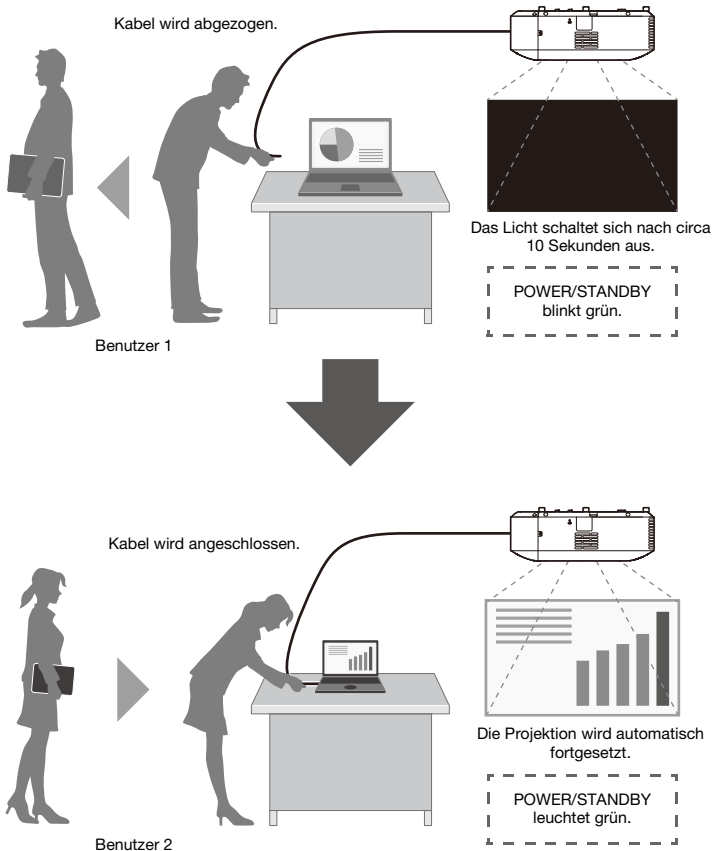 Kabel wird abgezogen.
Das Licht schaltet sich nach circa
10 Sekunden aus.
POWER/STANDBY
blinkt grün.
Benutzer 1
Kabel wird angeschlossen.
Die Projektion wird automatisch
fortgesetzt.
POWER/STANDBY
leuchtet grün.
Benutzer 2